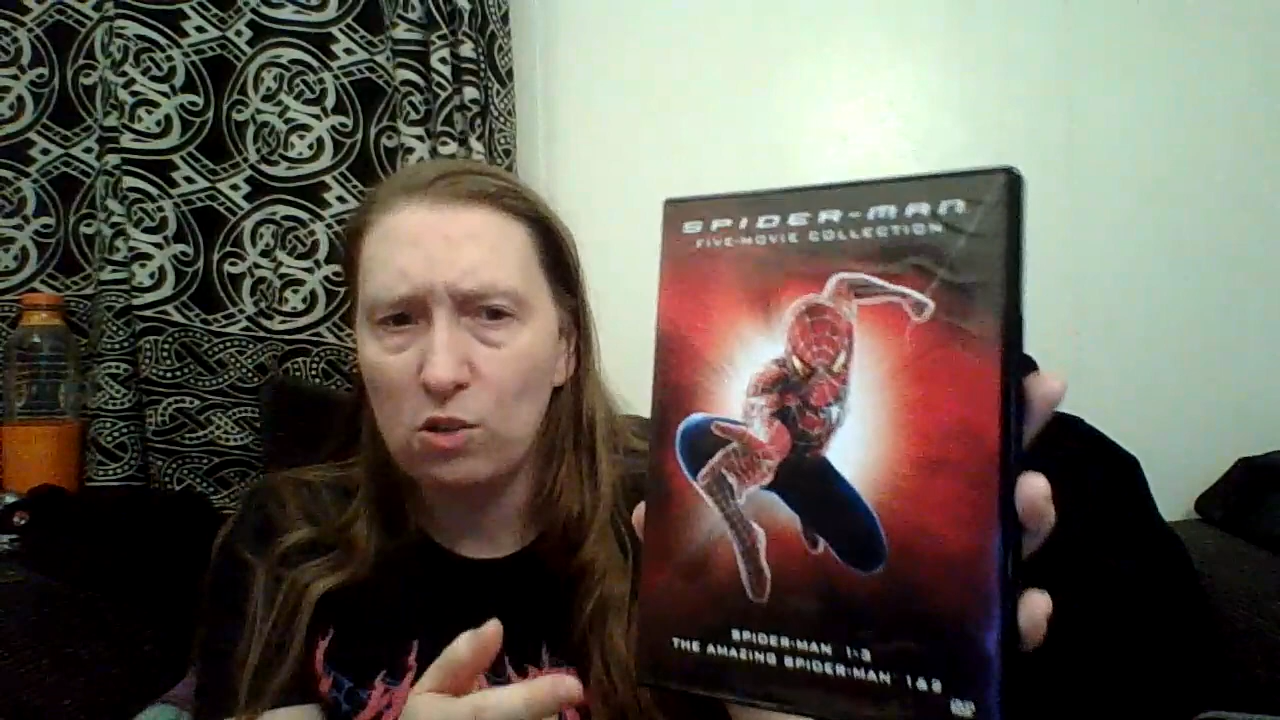 SPIDER-MAN
FIVE-MOVIE COLLECTION
SPIDER-MAN 1-3
THE AMAZING SPIDER-MAN 1 & 2